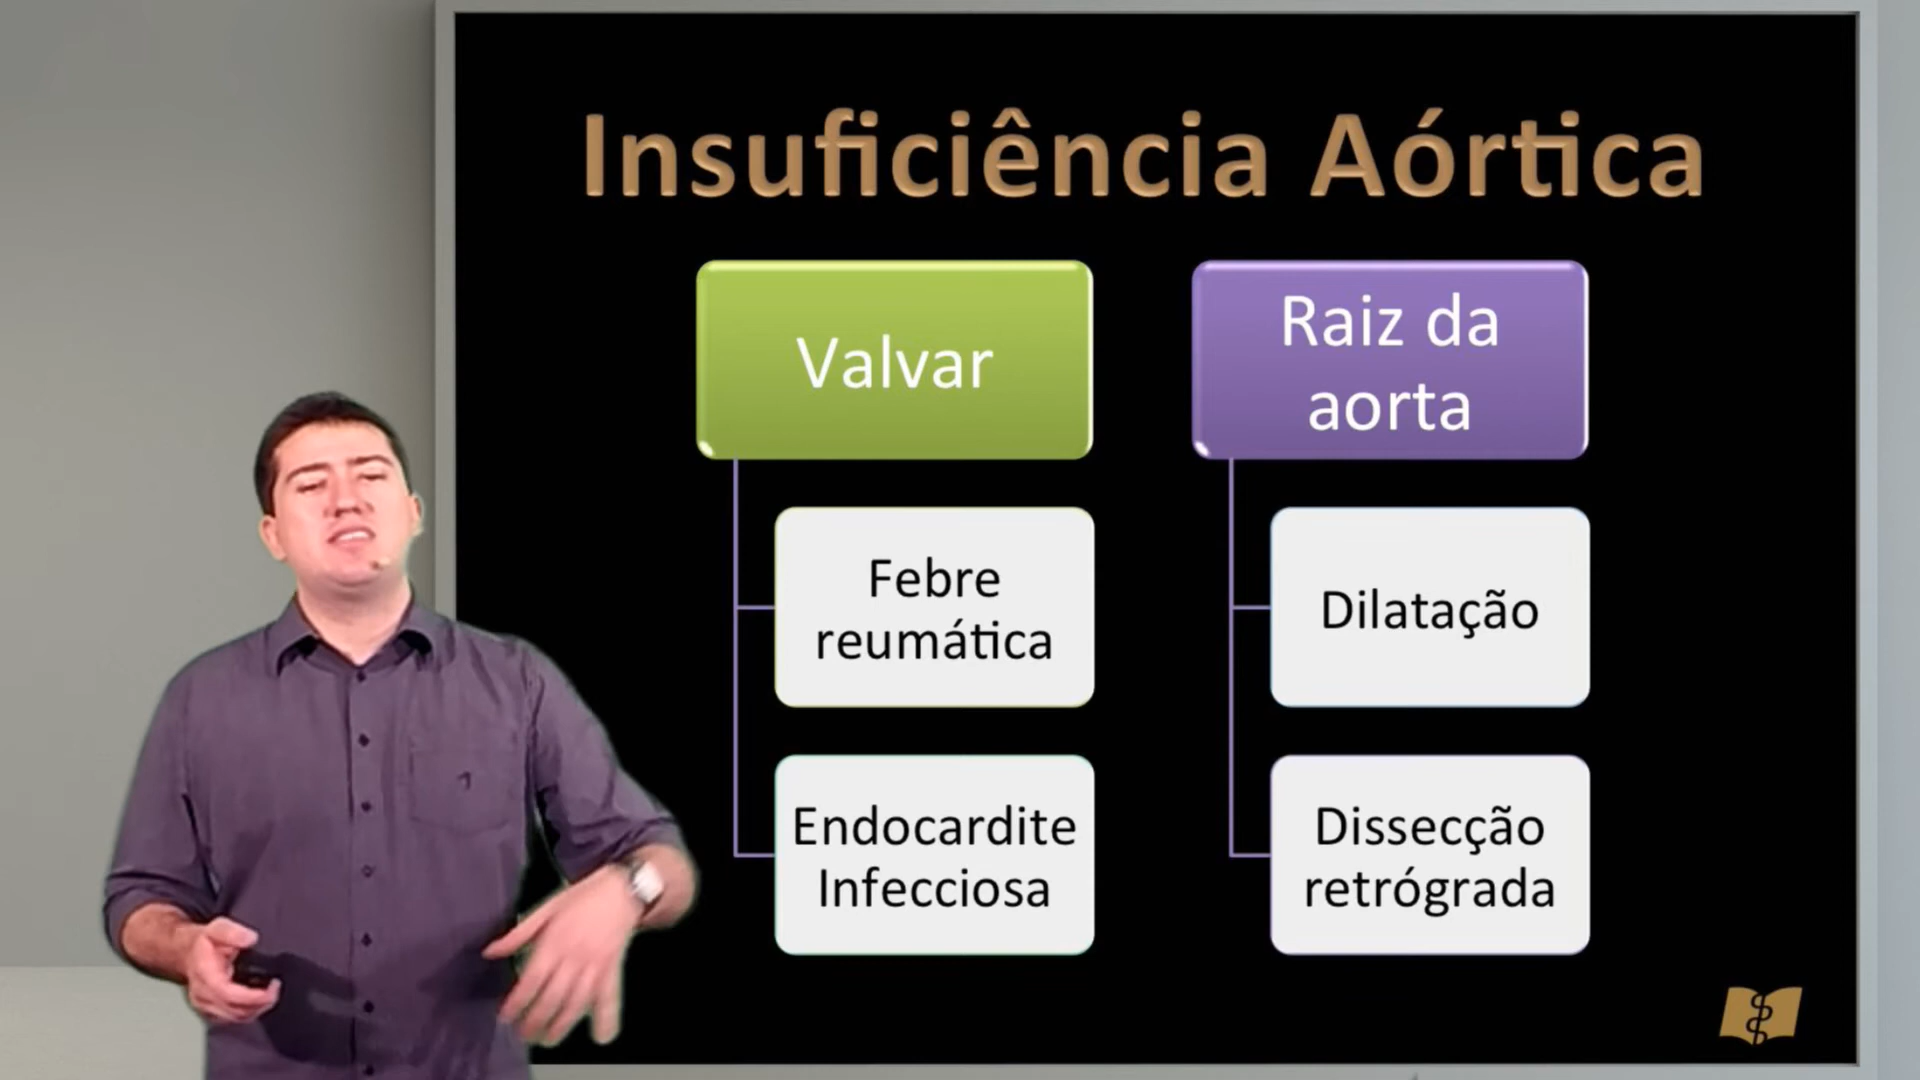 Insuficiência Aórtica
Valvar
Febre
reumática
Endocardite
Infecciosa
Raiz da
aorta
Dilatação
Dissecção
retrógrada